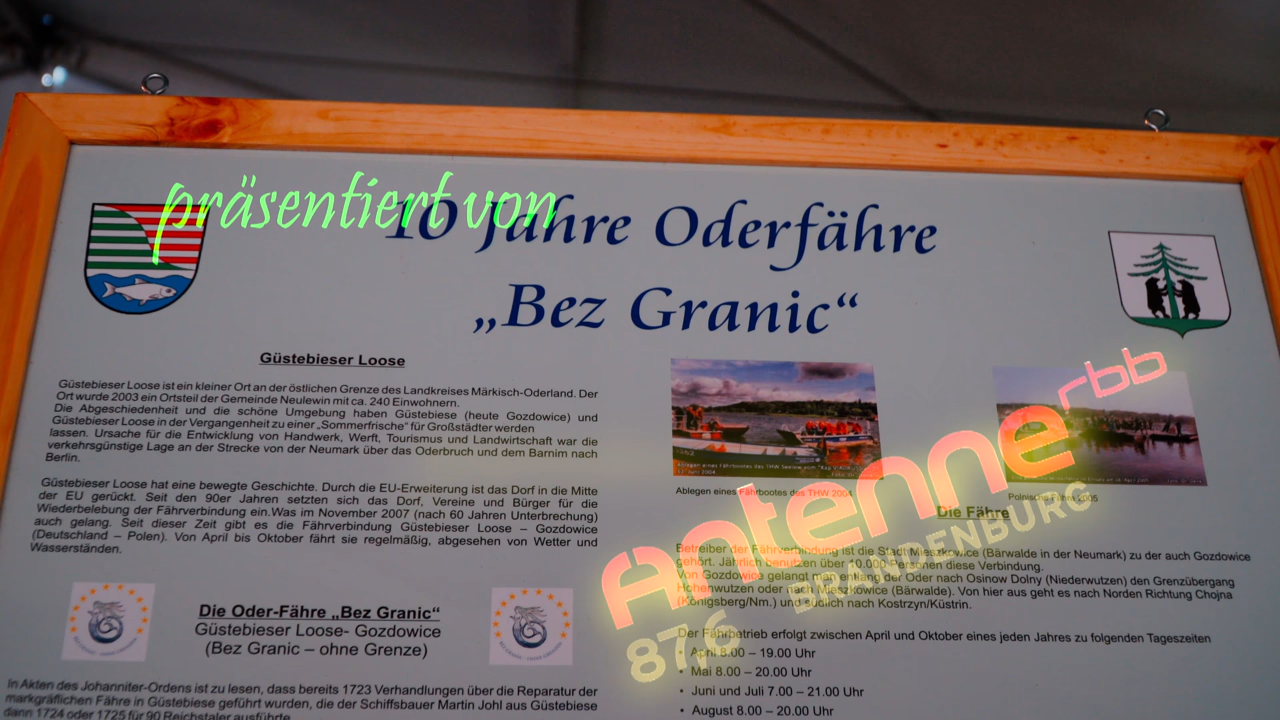 präsentiert von
10 Jahre Oderfähre
„Bez Granic“
Güstebieser Loose
Güstebieser Loose ist ein kleiner Ort an der östlichen Grenze des Landkreises Märkisch-Oderland. Der
Ort wurde 2003 ein Ortsteil der Gemeinde Neulewin mit ca. 240 Einwohnern.
Die Abgeschiedenheit und die schöne Umgebung haben Güstebiese (heute Gozdowice) und
Güstebieser Loose in der Vergangenheit zu einer „Sommerfrische“ für Großstädter werden
lassen. Ursache für die Entwicklung von Handwerk, Werft, Tourismus und Landwirtschaft war die
verkehrsgünstige Lage an der Strecke von der Neumark über das Oderbruch und dem Barnim nach
Berlin.
Güstebieser Loose hat eine bewegte Geschichte. Durch die EU-Erweiterung ist das Dorf in die Mitte
der EU gerückt. Seit den 90er Jahren setzten sich das Dorf, Vereine und Bürger für die
Wiederbelebung der Fährverbindung ein.Was im November 2007 (nach 60 Jahren Unterbrechung)
auch gelang. Seit dieser Zeit gibt es die Fährverbindung Güstebieser Loose – Gozdowice
(Deutschland – Polen). Von April bis Oktober fährt sie regelmäßig, abgesehen von Wetter und
Wasserständen.
Die Oder-Fähre „Bez Granic“
Güstebieser Loose- Gozdowice
(Bez Granic – ohne Grenze)
In Akten des Johanniter-Ordens ist zu lesen, dass bereits 1723 Verhandlungen über die Reparatur der
markgräflichen Fähre in Güstebiese geführt wurden, die der Schiffsbauer Martin Johl aus Güstebiese
dann 1724 oder 1725 für 90 Reichstaler ausführte.
Ablegen eines Fährbootes des THW 2004
Polnische Fähre 2005
Die Fähre
Betreiber der Fährverbindung ist die Stadt Mieszkowice (Bärwalde in der Neumark) zu der auch Gozdowice
gehört. Jährlich benutzen über 10.000 Personen diese Verbindung.
Von Gozdowice gelangt man entlang der Oder nach Osinow Dolny (Niederwutzen) den Grenzübergang
Hohenwutzen oder nach Mieszkowice (Bärwalde). Von hier aus geht es nach Norden Richtung Chojna
(Königsberg/Nm.) und südlich nach Kostrzyn/Küstrin.
Der Fährbetrieb erfolgt zwischen April und Oktober eines jeden Jahres zu folgenden Tageszeiten
• April 8.00 – 19.00 Uhr
• Mai 8.00 – 20.00 Uhr
• Juni und Juli 7.00 – 21.00 Uhr
• August 8.00 – 20.00 Uhr
antenne rbb
87.6 BRANDENBURG